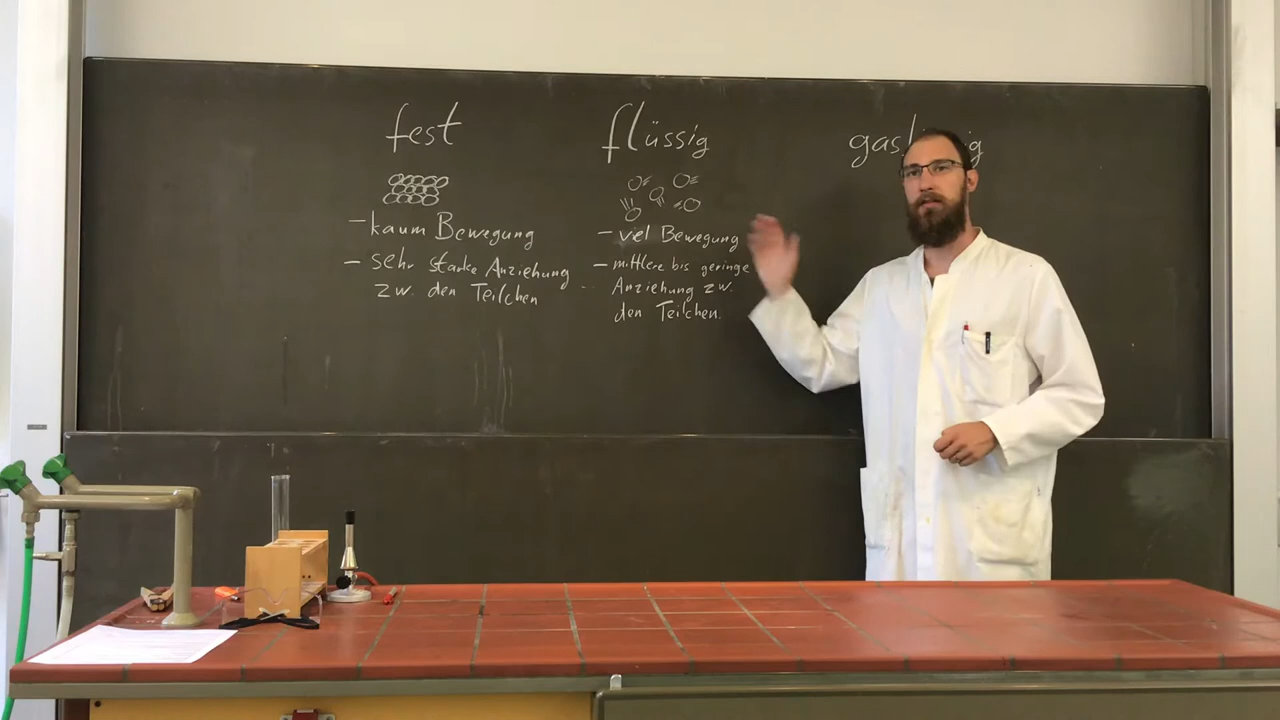 fest
- kaum Bewegung
- sehr starke Anziehung
zw. den Teilchen
flüssig
- viel Bewegung
- mittlere bis geringe
Anziehung zw.
den Teilchen.